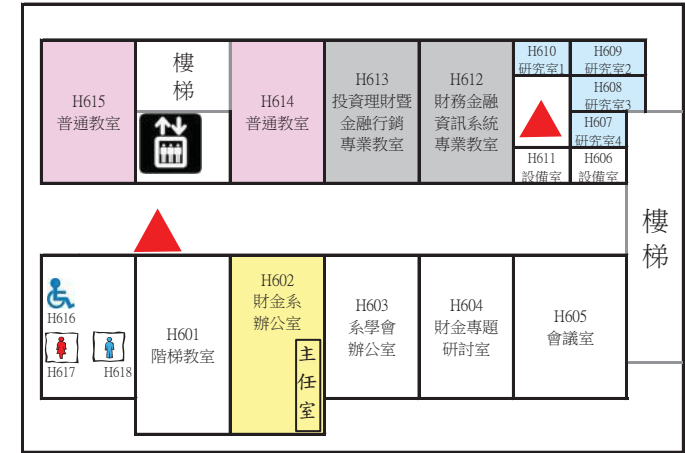 H615
普通教室
樓
梯
H614
普通教室
H613
投資理財暨
金融行銷
專業教室
H612
財務金融
資訊系統
專業教室
H610
研究室1
H609
研究室2
H608
研究室3
H607
研究室4
H611
設備室
H606
設備室
樓
梯
H616
H617
H618
H601
階梯教室
H602
財金系
辦公室
主
任
室
H603
系學會
辦公室
H604
財金專題
研討室
H605
會議室